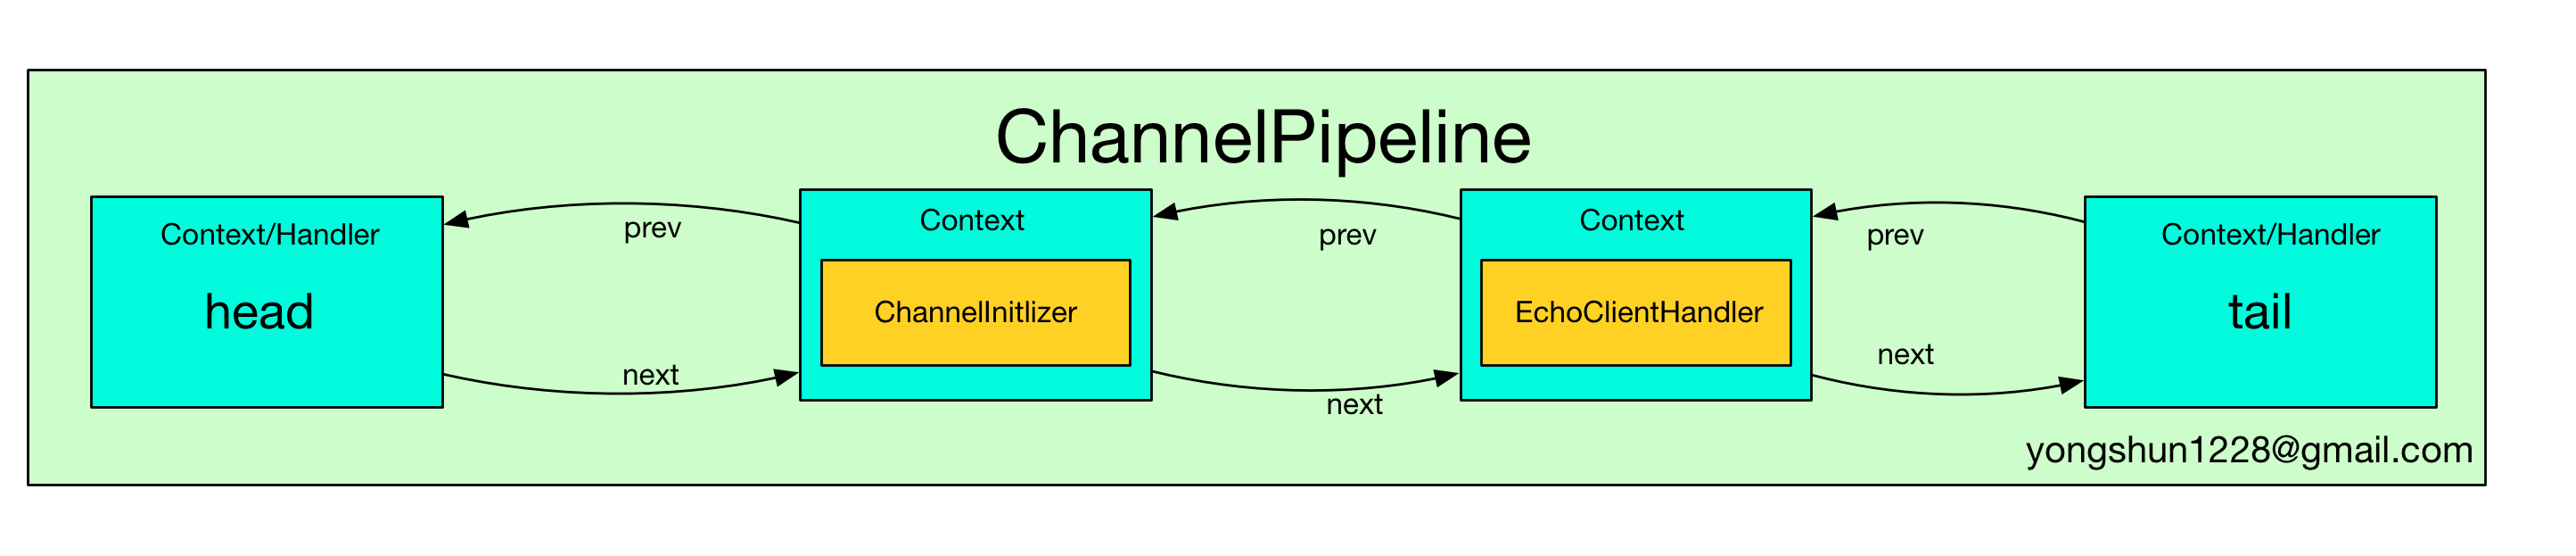 ChannelPipeline
Context/Handler
head
prev
next
Context
ChannelInitlizer
prev
next
Context
EchoClientHandler
prev
next
Context/Handler
tail
yongshun1228@gmail.com